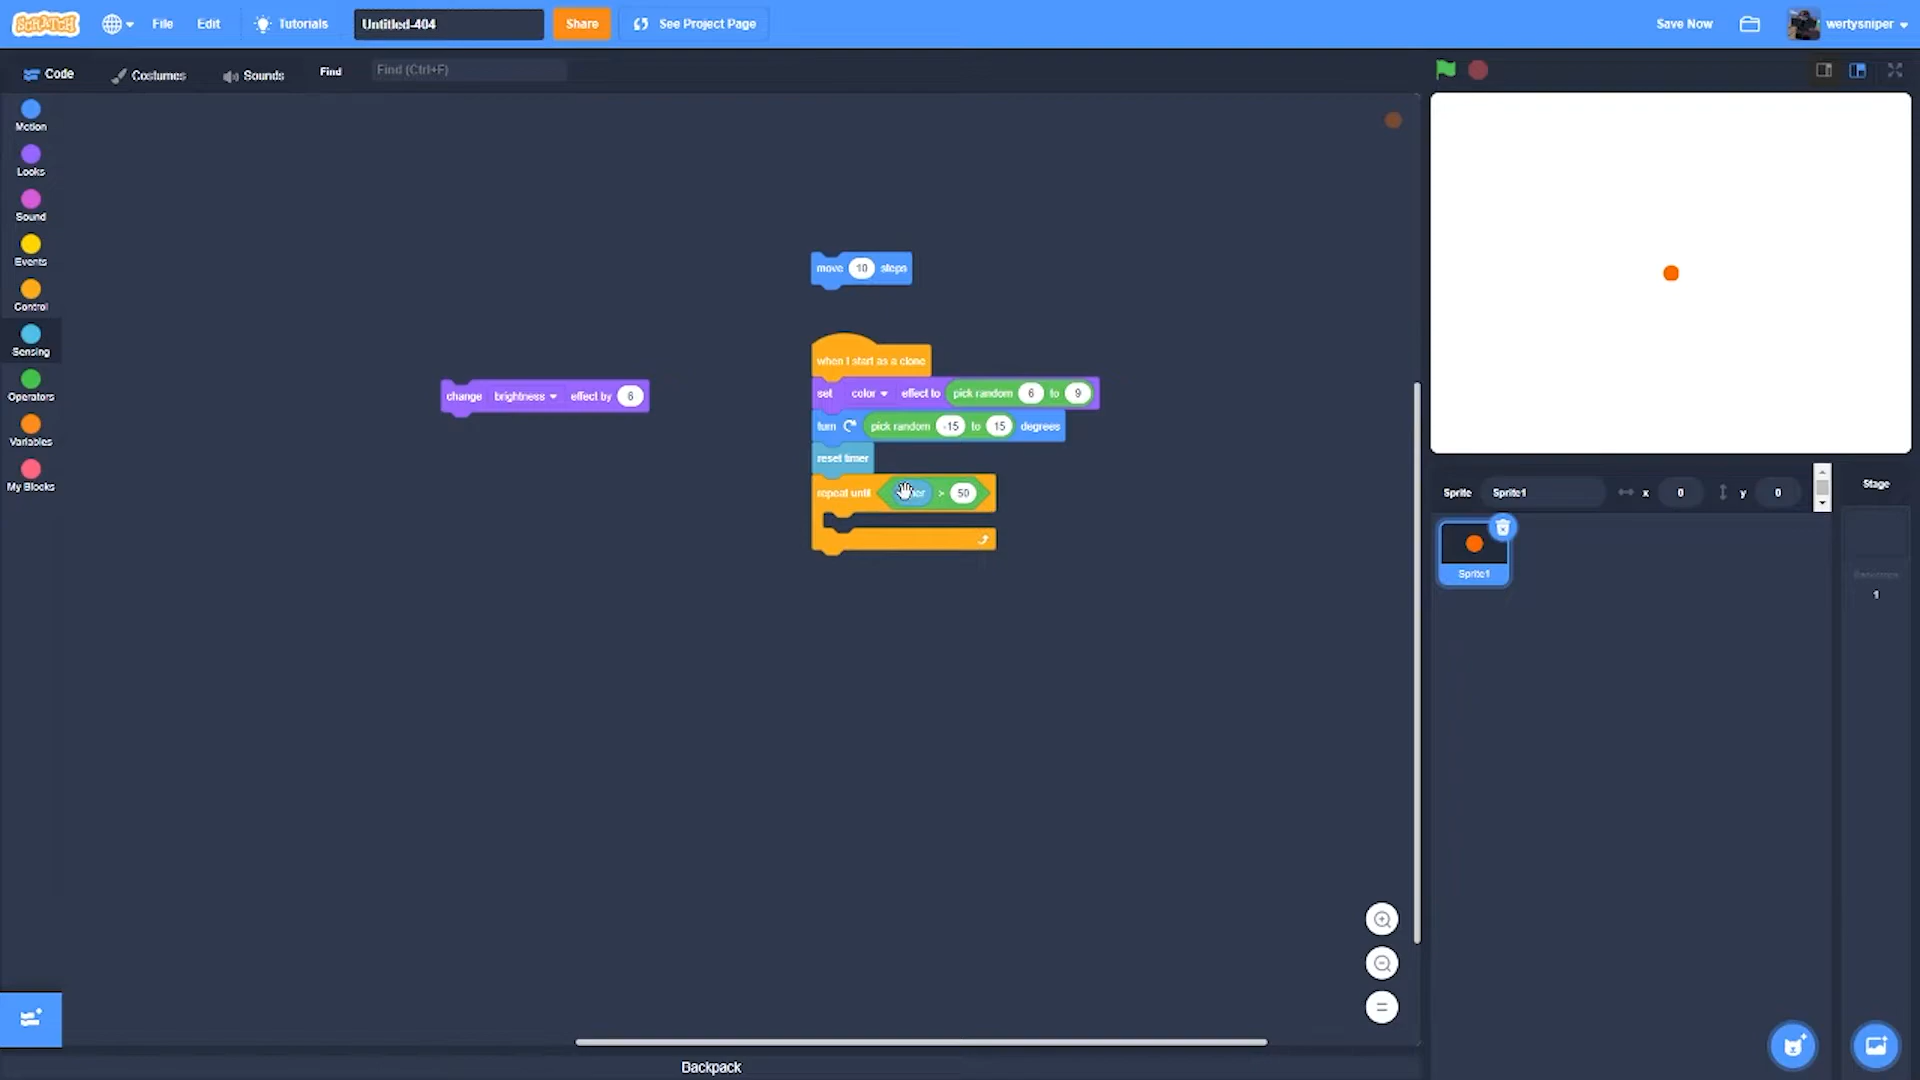 SCRATCH
File
Edit
Tutorials
Untitled-404
Share
See Project Page
Save Now
wertysniper
Code
Costumes
Sounds
Find
Find (Ctrl+F)
Motion
Looks
Sound
Events
Control
Sensing
Operators
Variables
My Blocks
move 10 steps
when I start as a clone
change brightness effect by 6
set color effect to pick random 6 to 9
turn pick random -15 to 15 degrees
reset timer
repeat until > 50
Sprite Sprite1 x 0 y 0
Stage
Sprite1
1
Backpack